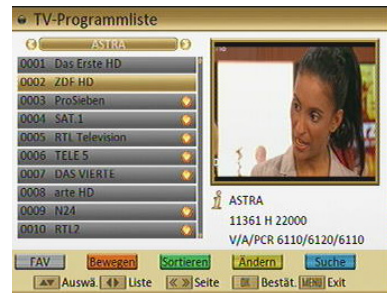 TV-Programmliste
ASTRA
0001 Das Erste HD
0002 ZDF HD
0003 ProSieben
0004 SAT.1
0005 RTL Television
0006 TELE 5
0007 DAS VIERTE
0008 arte HD
0009 N24
0010 RTL2
ASTRA
11361 H 22000
V/A/PCR 6110/6120/6110
FAV Bewegen Sortieren Ändern Suche
Auswä. Liste Seite OK Bestät. MENU Exit